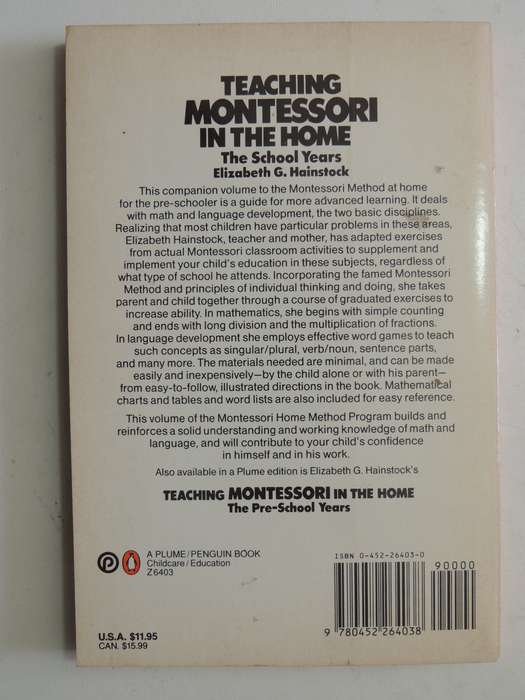 TEACHING
MONTESSORI
IN THE HOME
The School Years
Elizabeth G. Hainstock
This companion volume to the Montessori Method at home
for the pre-schooler is a guide for more advanced learning. It deals
with math and language development, the two basic disciplines.
Realizing that most children have particular problems in these areas,
Elizabeth Hainstock, teacher and mother, has adapted exercises
from actual Montessori classroom activities to supplement and
implement your child's education in these subjects, regardless of
what type of school he attends. Incorporating the famed Montessori
Method and principles of individual thinking and doing, she takes
parent and child together through a course of graduated exercises to
increase ability. In mathematics, she begins with simple counting
and ends with long division and the multiplication of fractions.
In language development she employs effective word games to teach
such concepts as singular/plural, verb/noun, sentence parts,
and many more. The materials needed are minimal, and can be made
easily and inexpensively—by the child alone or with his parent—
from easy-to-follow, illustrated directions in the book. Mathematical
charts and tables and word lists are also included for easy reference.
This volume of the Montessori Home Method Program builds and
reinforces a solid understanding and working knowledge of math and
language, and will contribute to your child's confidence
in himself and in his work.
Also available in a Plume edition is Elizabeth G. Hainstock's
TEACHING MONTESSORI IN THE HOME
The Pre-School Years
A PLUME/PENGUIN BOOK
Childcare/Education
Z6403
U.S.A. $11.95
CAN. $15.99
ISBN 0-452-26403-0
90000
9 780452 264038